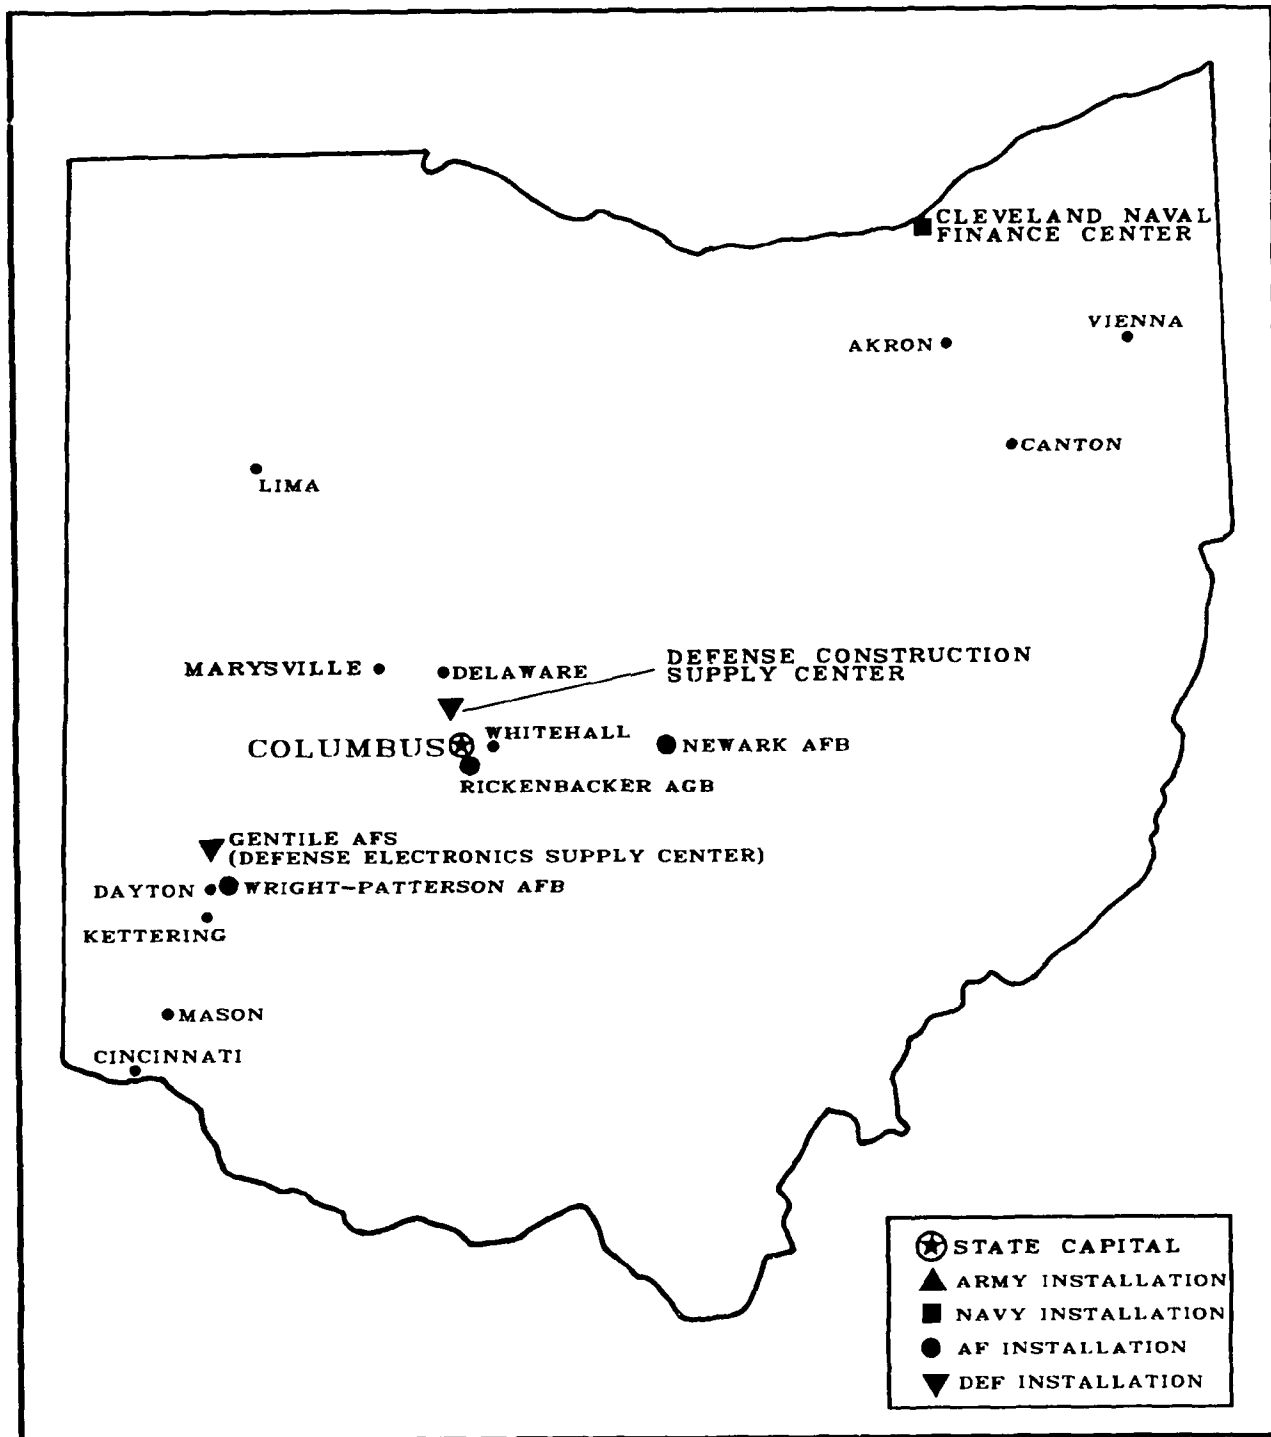 CLEVELAND NAVAL
FINANCE CENTER
VIENNA
AKRON
CANTON
LIMA
DEFENSE CONSTRUCTION
SUPPLY CENTER
MARYSVILLE
DELAWARE
WHITEHALL
COLUMBUS
NEWARK AFB
RICKENBACKER AGB
GENTILE AFS
(DEFENSE ELECTRONICS SUPPLY CENTER)
DAYTON
WRIGHT-PATTERSON AFB
KETTERING
MASON
CINCINNATI
STATE CAPITAL
ARMY INSTALLATION
NAVY INSTALLATION
AF INSTALLATION
DEF INSTALLATION